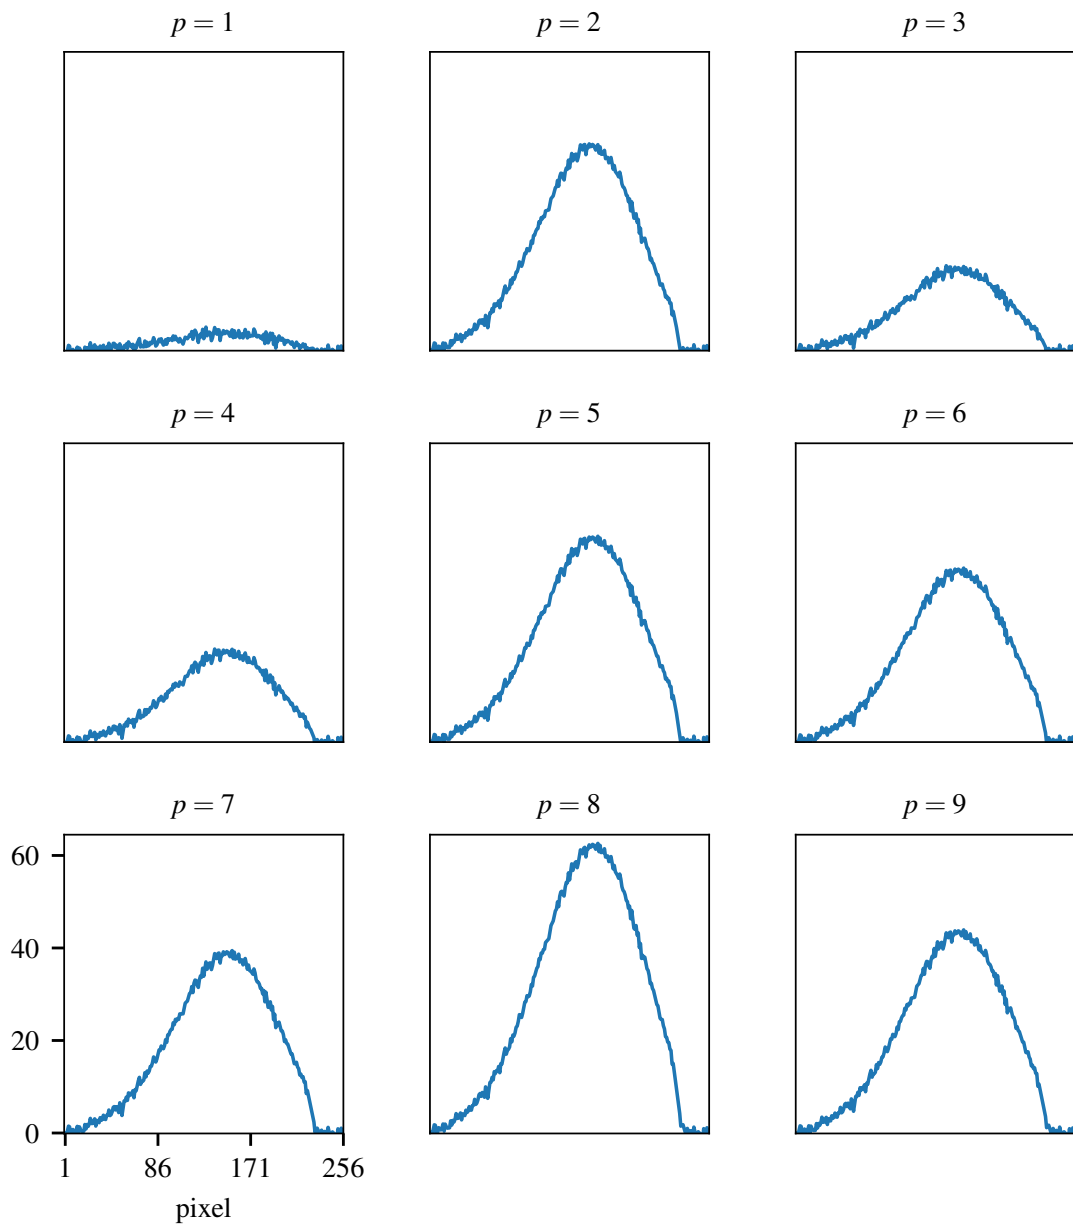 p = 1
p = 2
p = 3
p = 4
p = 5
p = 6
p = 7
p = 8
p = 9
60
40
20
0
1 86 171 256
pixel